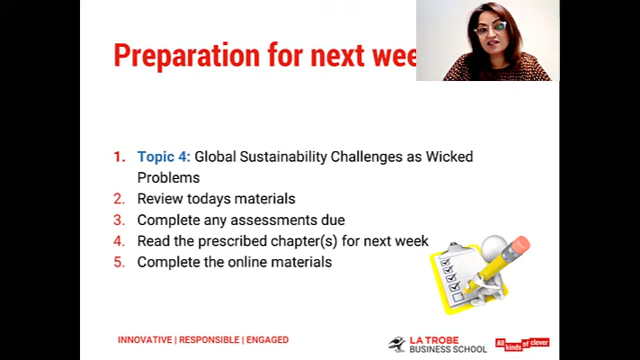 Preparation for next wee
1. Topic 4: Global Sustainability Challenges as Wicked
Problems
2. Review todays materials
3. Complete any assessments due
4. Read the prescribed chapter(s) for next week
5. Complete the online materials
INNOVATIVE | RESPONSIBLE | ENGAGED
LA TROBE
BUSINESS SCHOOL
All kinds of clever